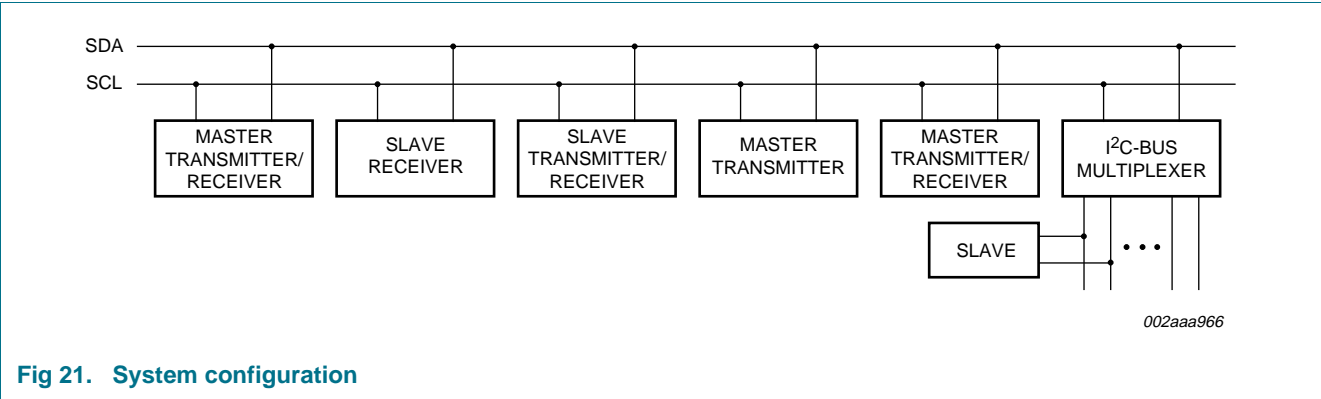 SDA
SCL
MASTER
TRANSMITTER/
RECEIVER
SLAVE
RECEIVER
SLAVE
TRANSMITTER/
RECEIVER
MASTER
TRANSMITTER
MASTER
TRANSMITTER/
RECEIVER
I²C-BUS
MULTIPLEXER
SLAVE
002aaa966
Fig 21. System configuration